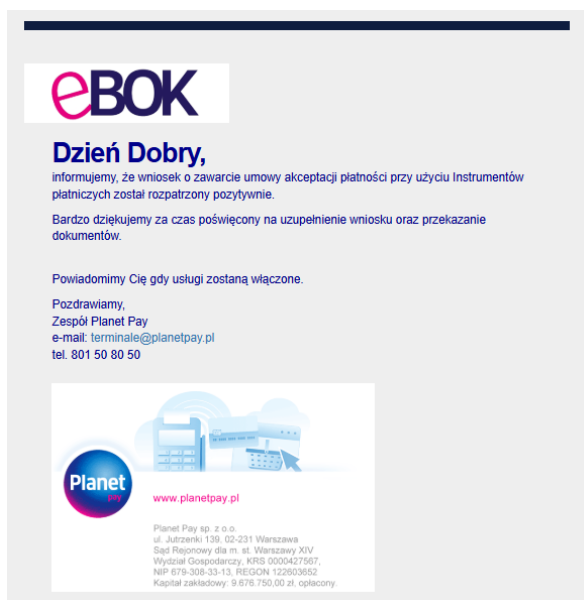 eBOK
Dzień Dobry,
informujemy, że wniosek o zawarcie umowy akceptacji płatności przy użyciu Instrumentów
płatniczych został rozpatrzony pozytywnie.
Bardzo dziękujemy za czas poświęcony na uzupełnienie wniosku oraz przekazanie
dokumentów.
Powiadomimy Cię gdy usługi zostaną włączone.
Pozdrawiamy,
Zespół Planet Pay
e-mail: terminale@planetpay.pl
tel. 801 50 80 50
Planet
pay
www.planetpay.pl
Planet Pay sp. z o.o.
ul. Jutrzenki 139, 02-231 Warszawa
Sąd Rejonowy dla m. st. Warszawy XIV
Wydział Gospodarczy, KRS 0000427567,
NIP 679-308-33-13, REGON 122603652
Kapitał zakładowy: 9.676.750,00 zł, opłacony.